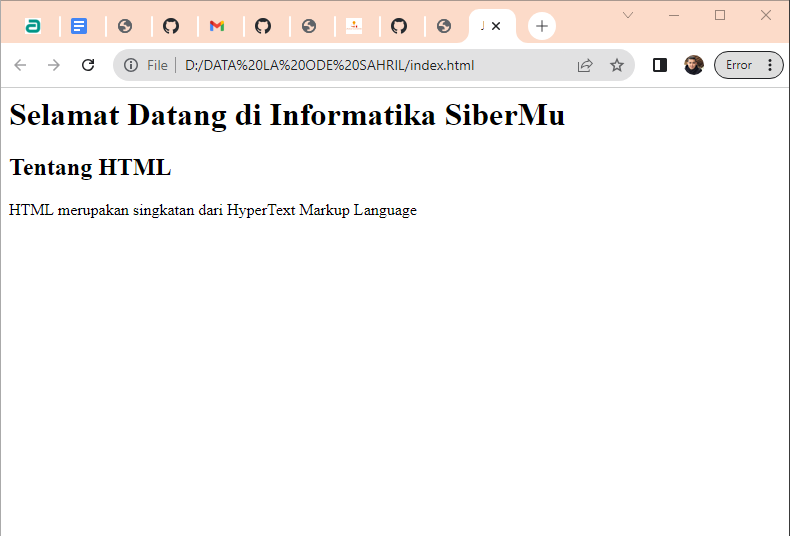 File
D:/DATA%20LA%20ODE%20SAHRIL/index.html
Error
Selamat Datang di Informatika SiberMu
Tentang HTML
HTML merupakan singkatan dari HyperText Markup Language